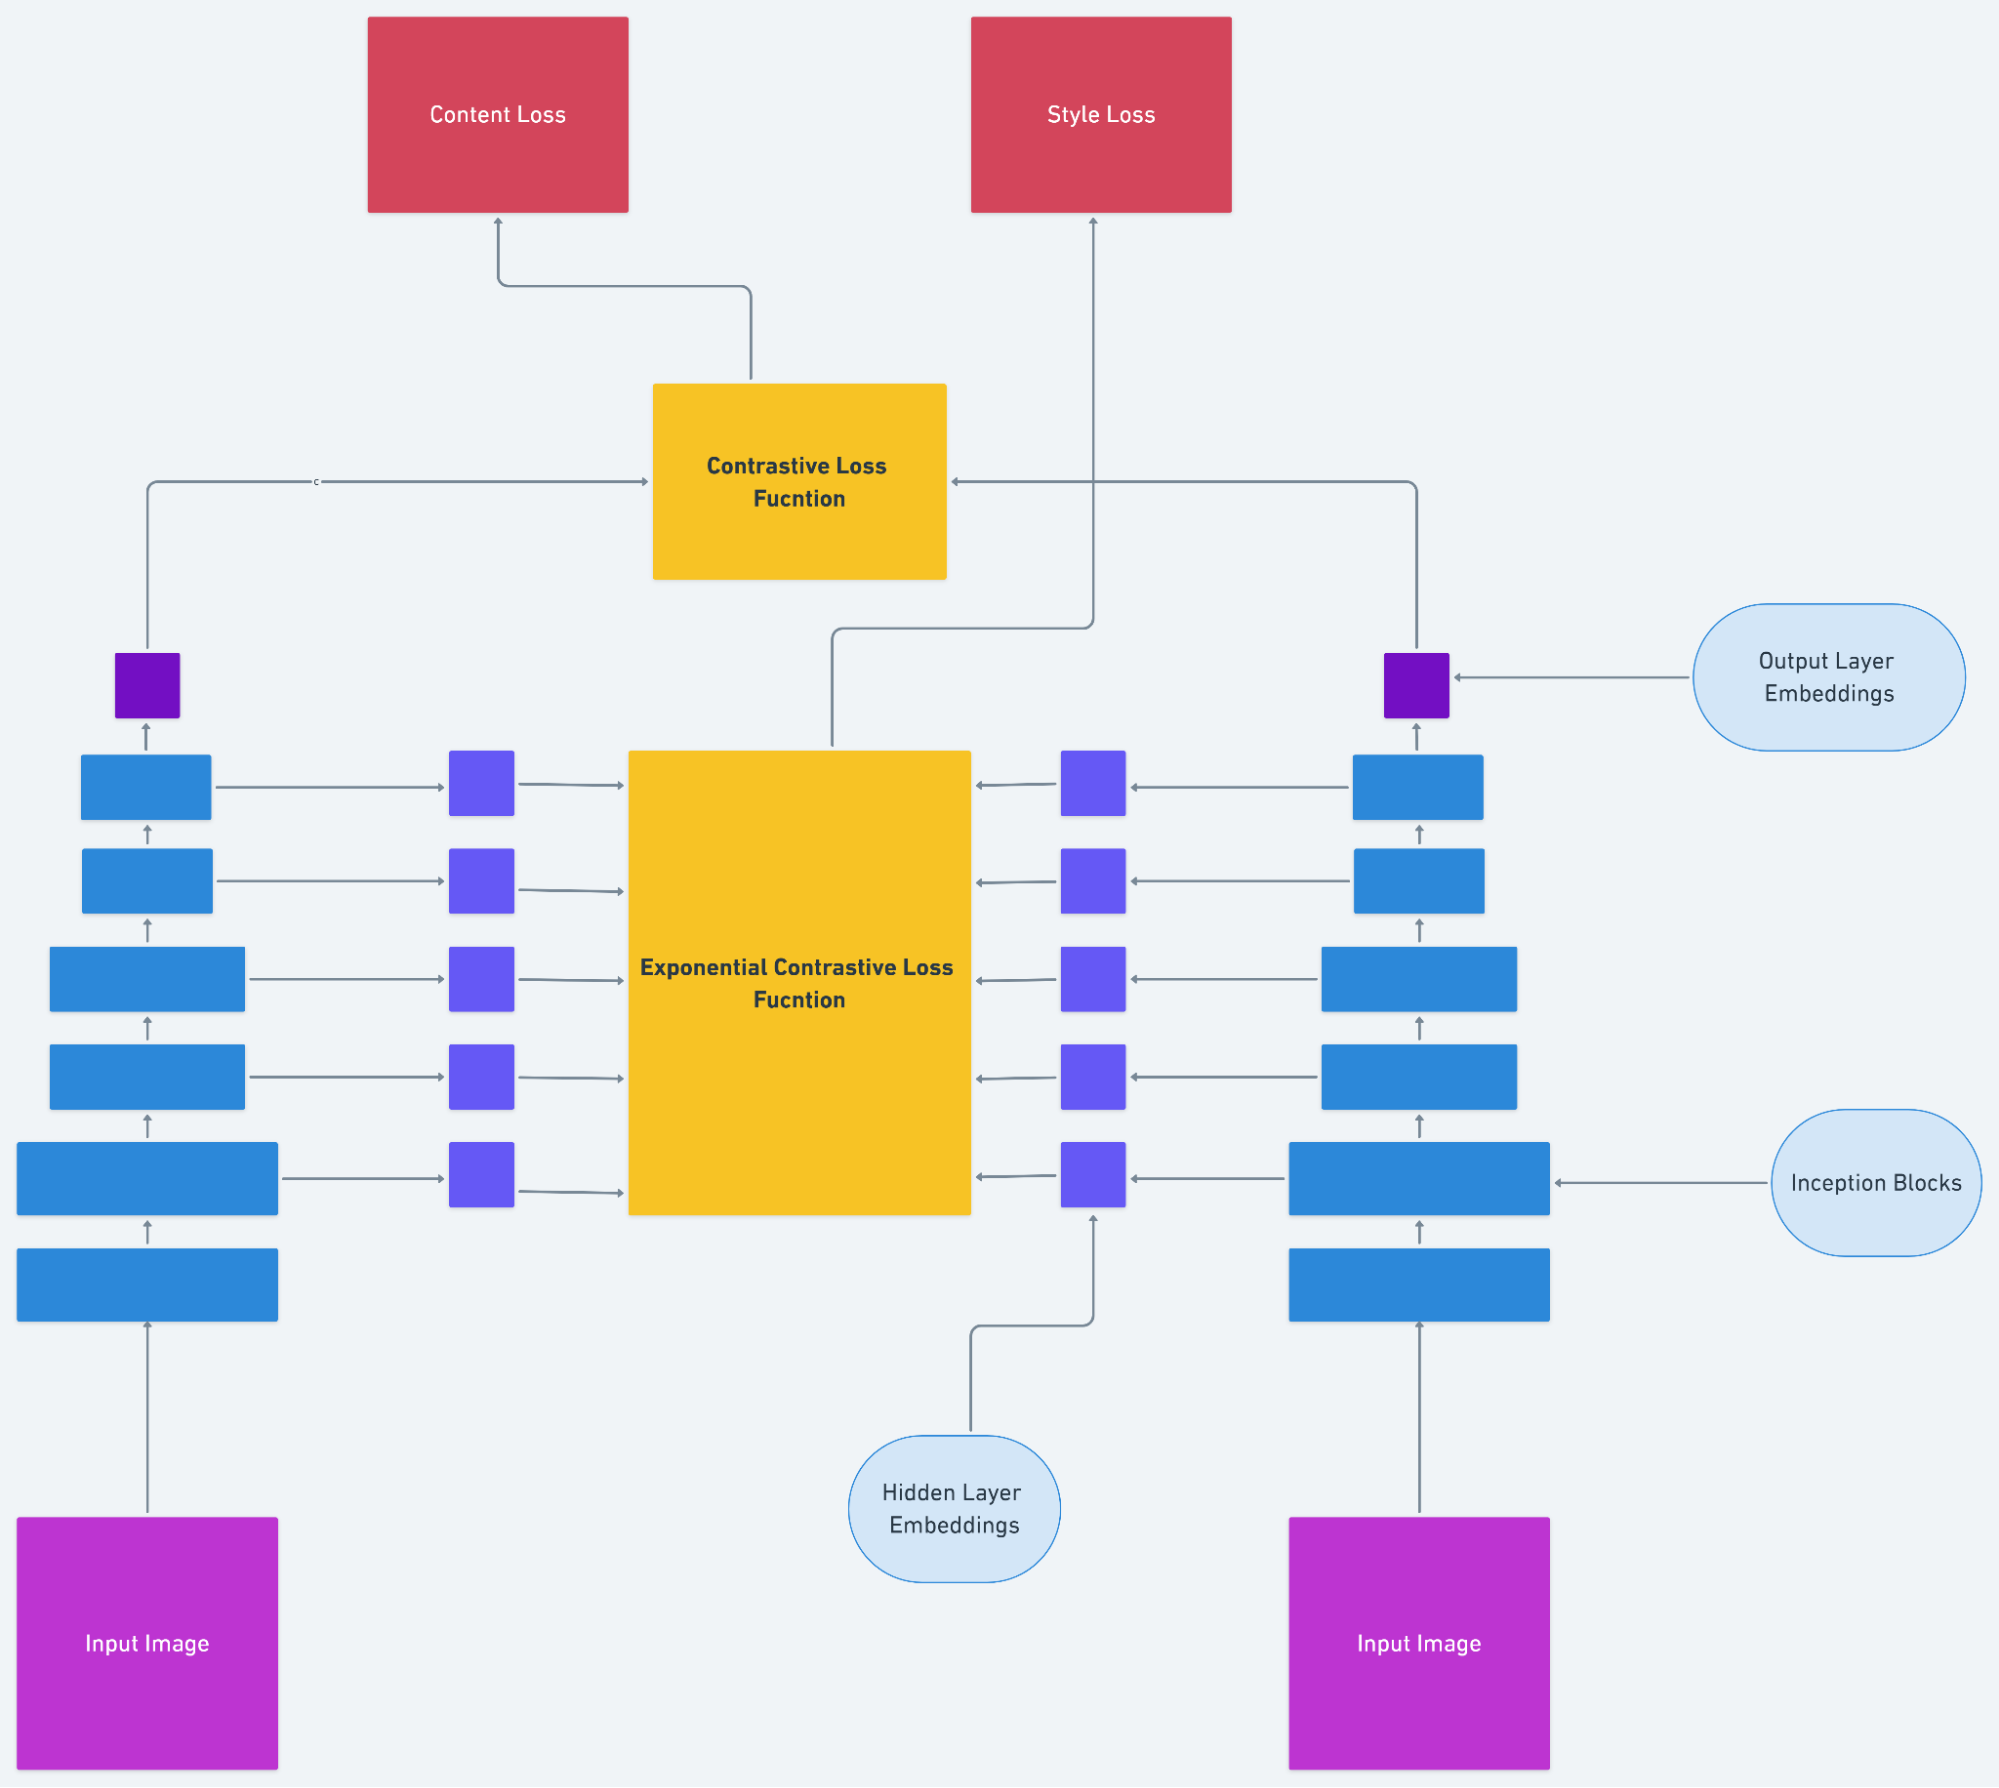 Content Loss
Style Loss
Contrastive Loss
Fucntion
c
Output Layer
Embeddings
Exponential Contrastive Loss
Fucntion
Inception Blocks
Hidden Layer
Embeddings
Input Image
Input Image